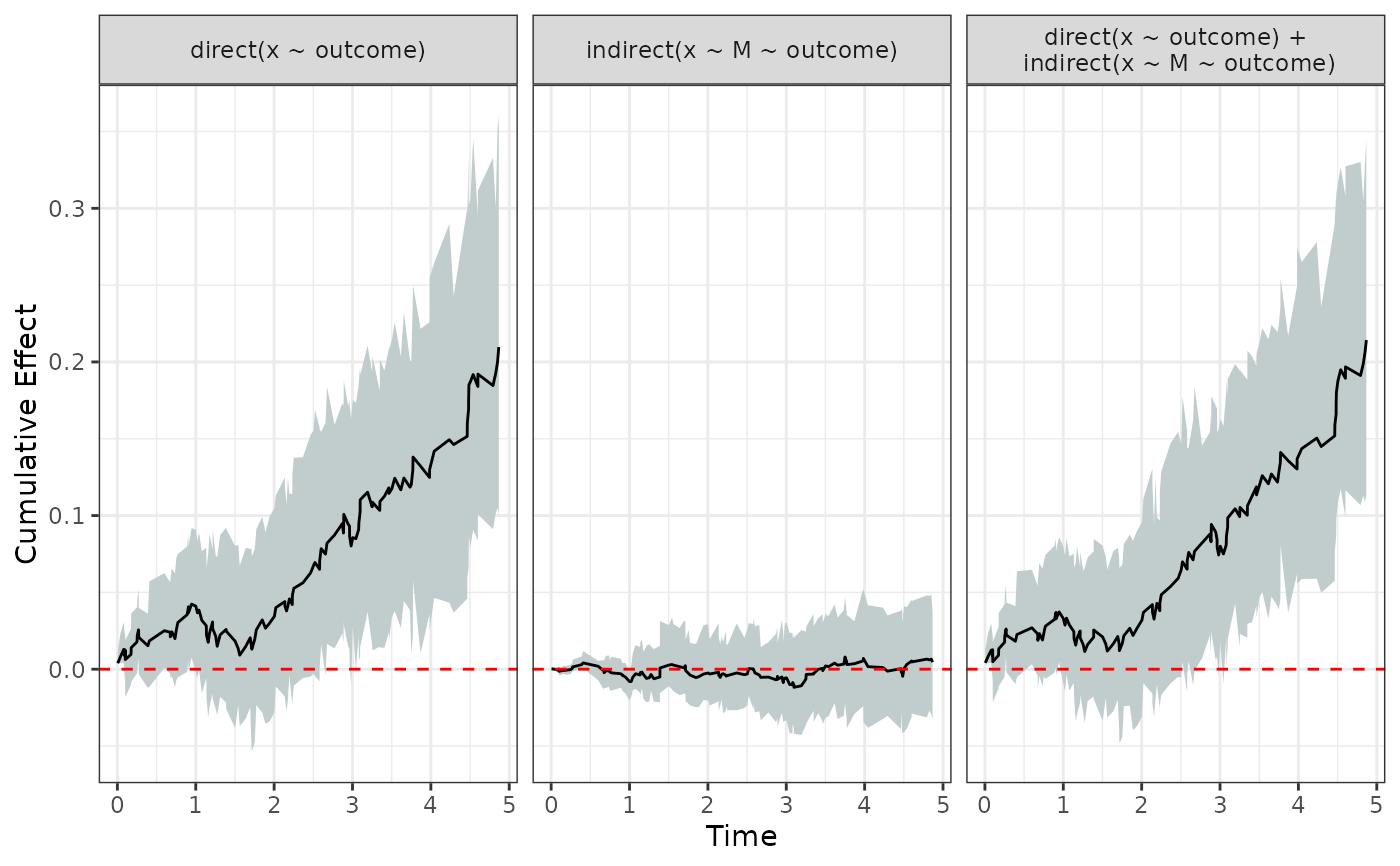 direct(x ~ outcome)
indirect(x ~ M ~ outcome)
direct(x ~ outcome) +
indirect(x ~ M ~ outcome)
Cumulative Effect
0.3
0.2
0.1
0.0
0 1 2 3 4 5
0 1 2 3 4 5
0 1 2 3 4 5
Time